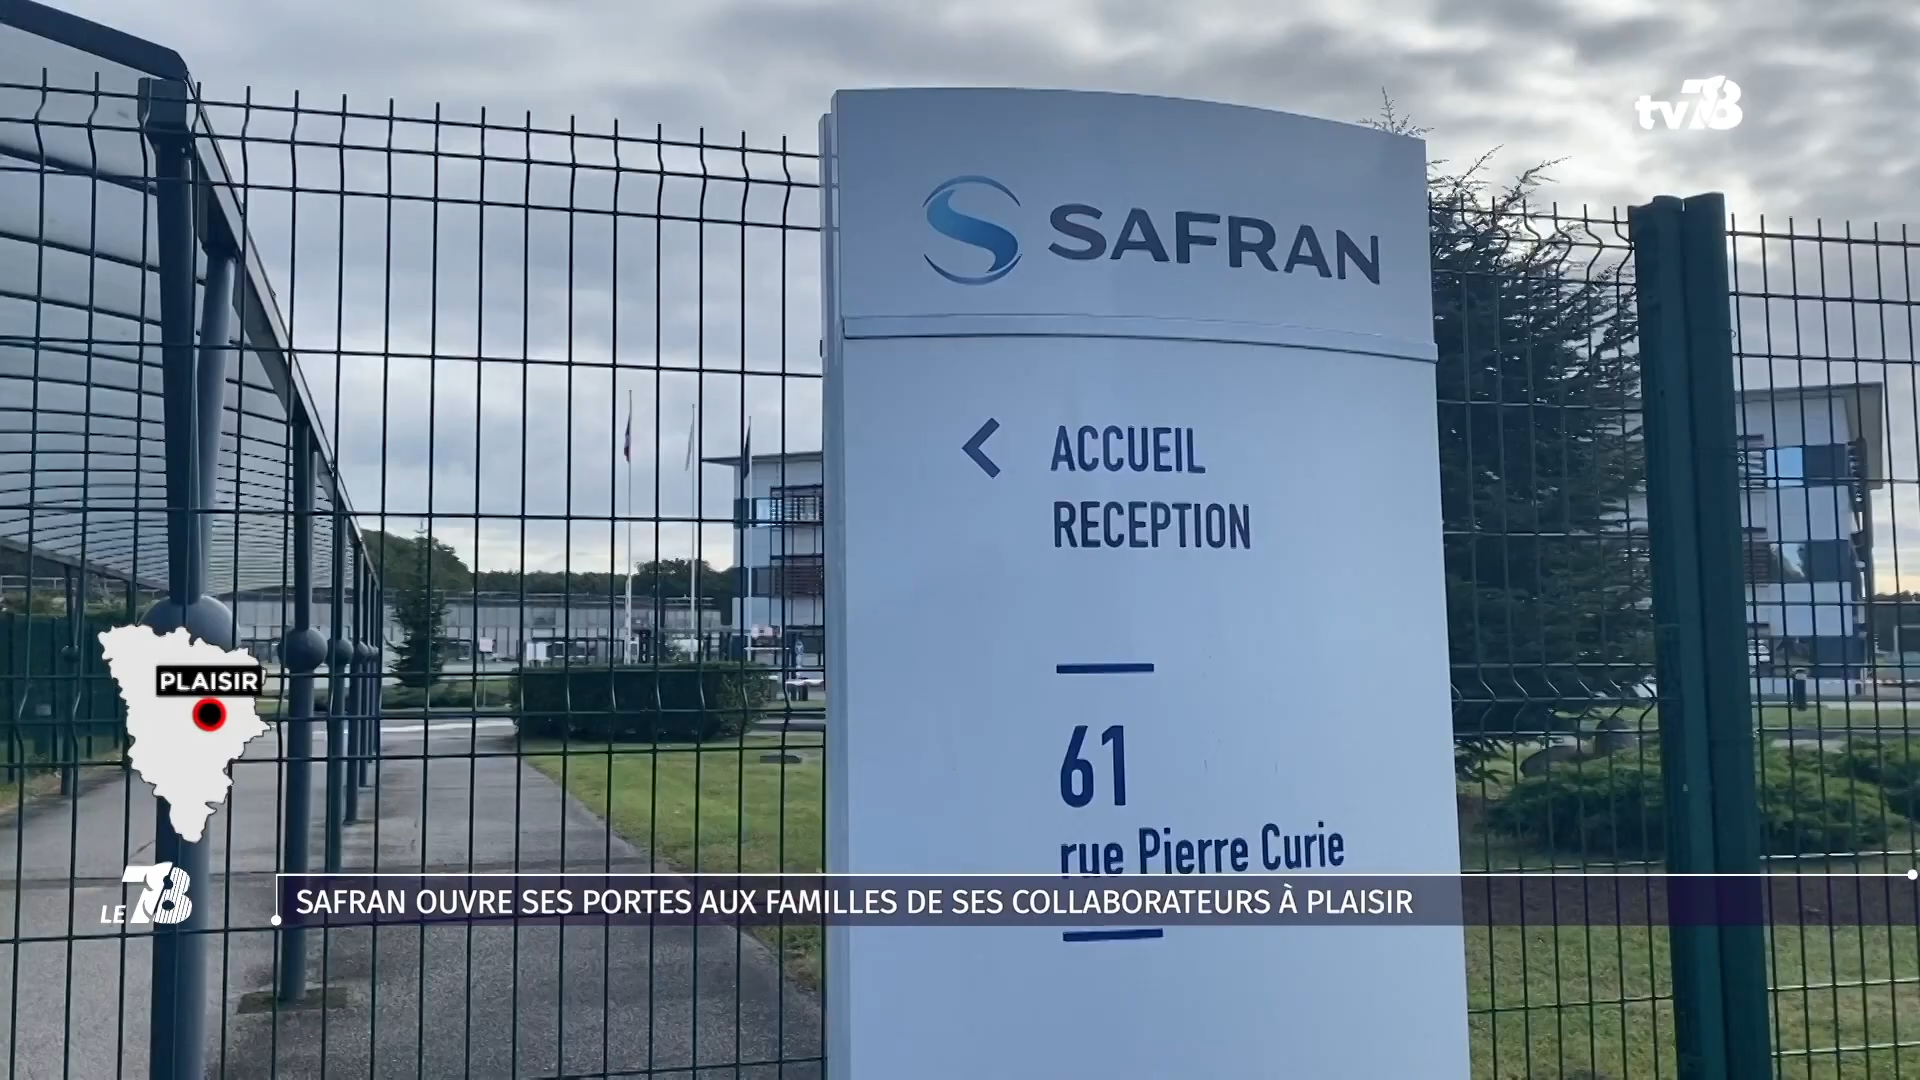 tv78
SAFRAN
ACCUEIL
RECEPTION
PLAISIR
61
rue Pierre Curie
LE 78
SAFRAN OUVRE SES PORTES AUX FAMILLES DE SES COLLABORATEURS À PLAISIR